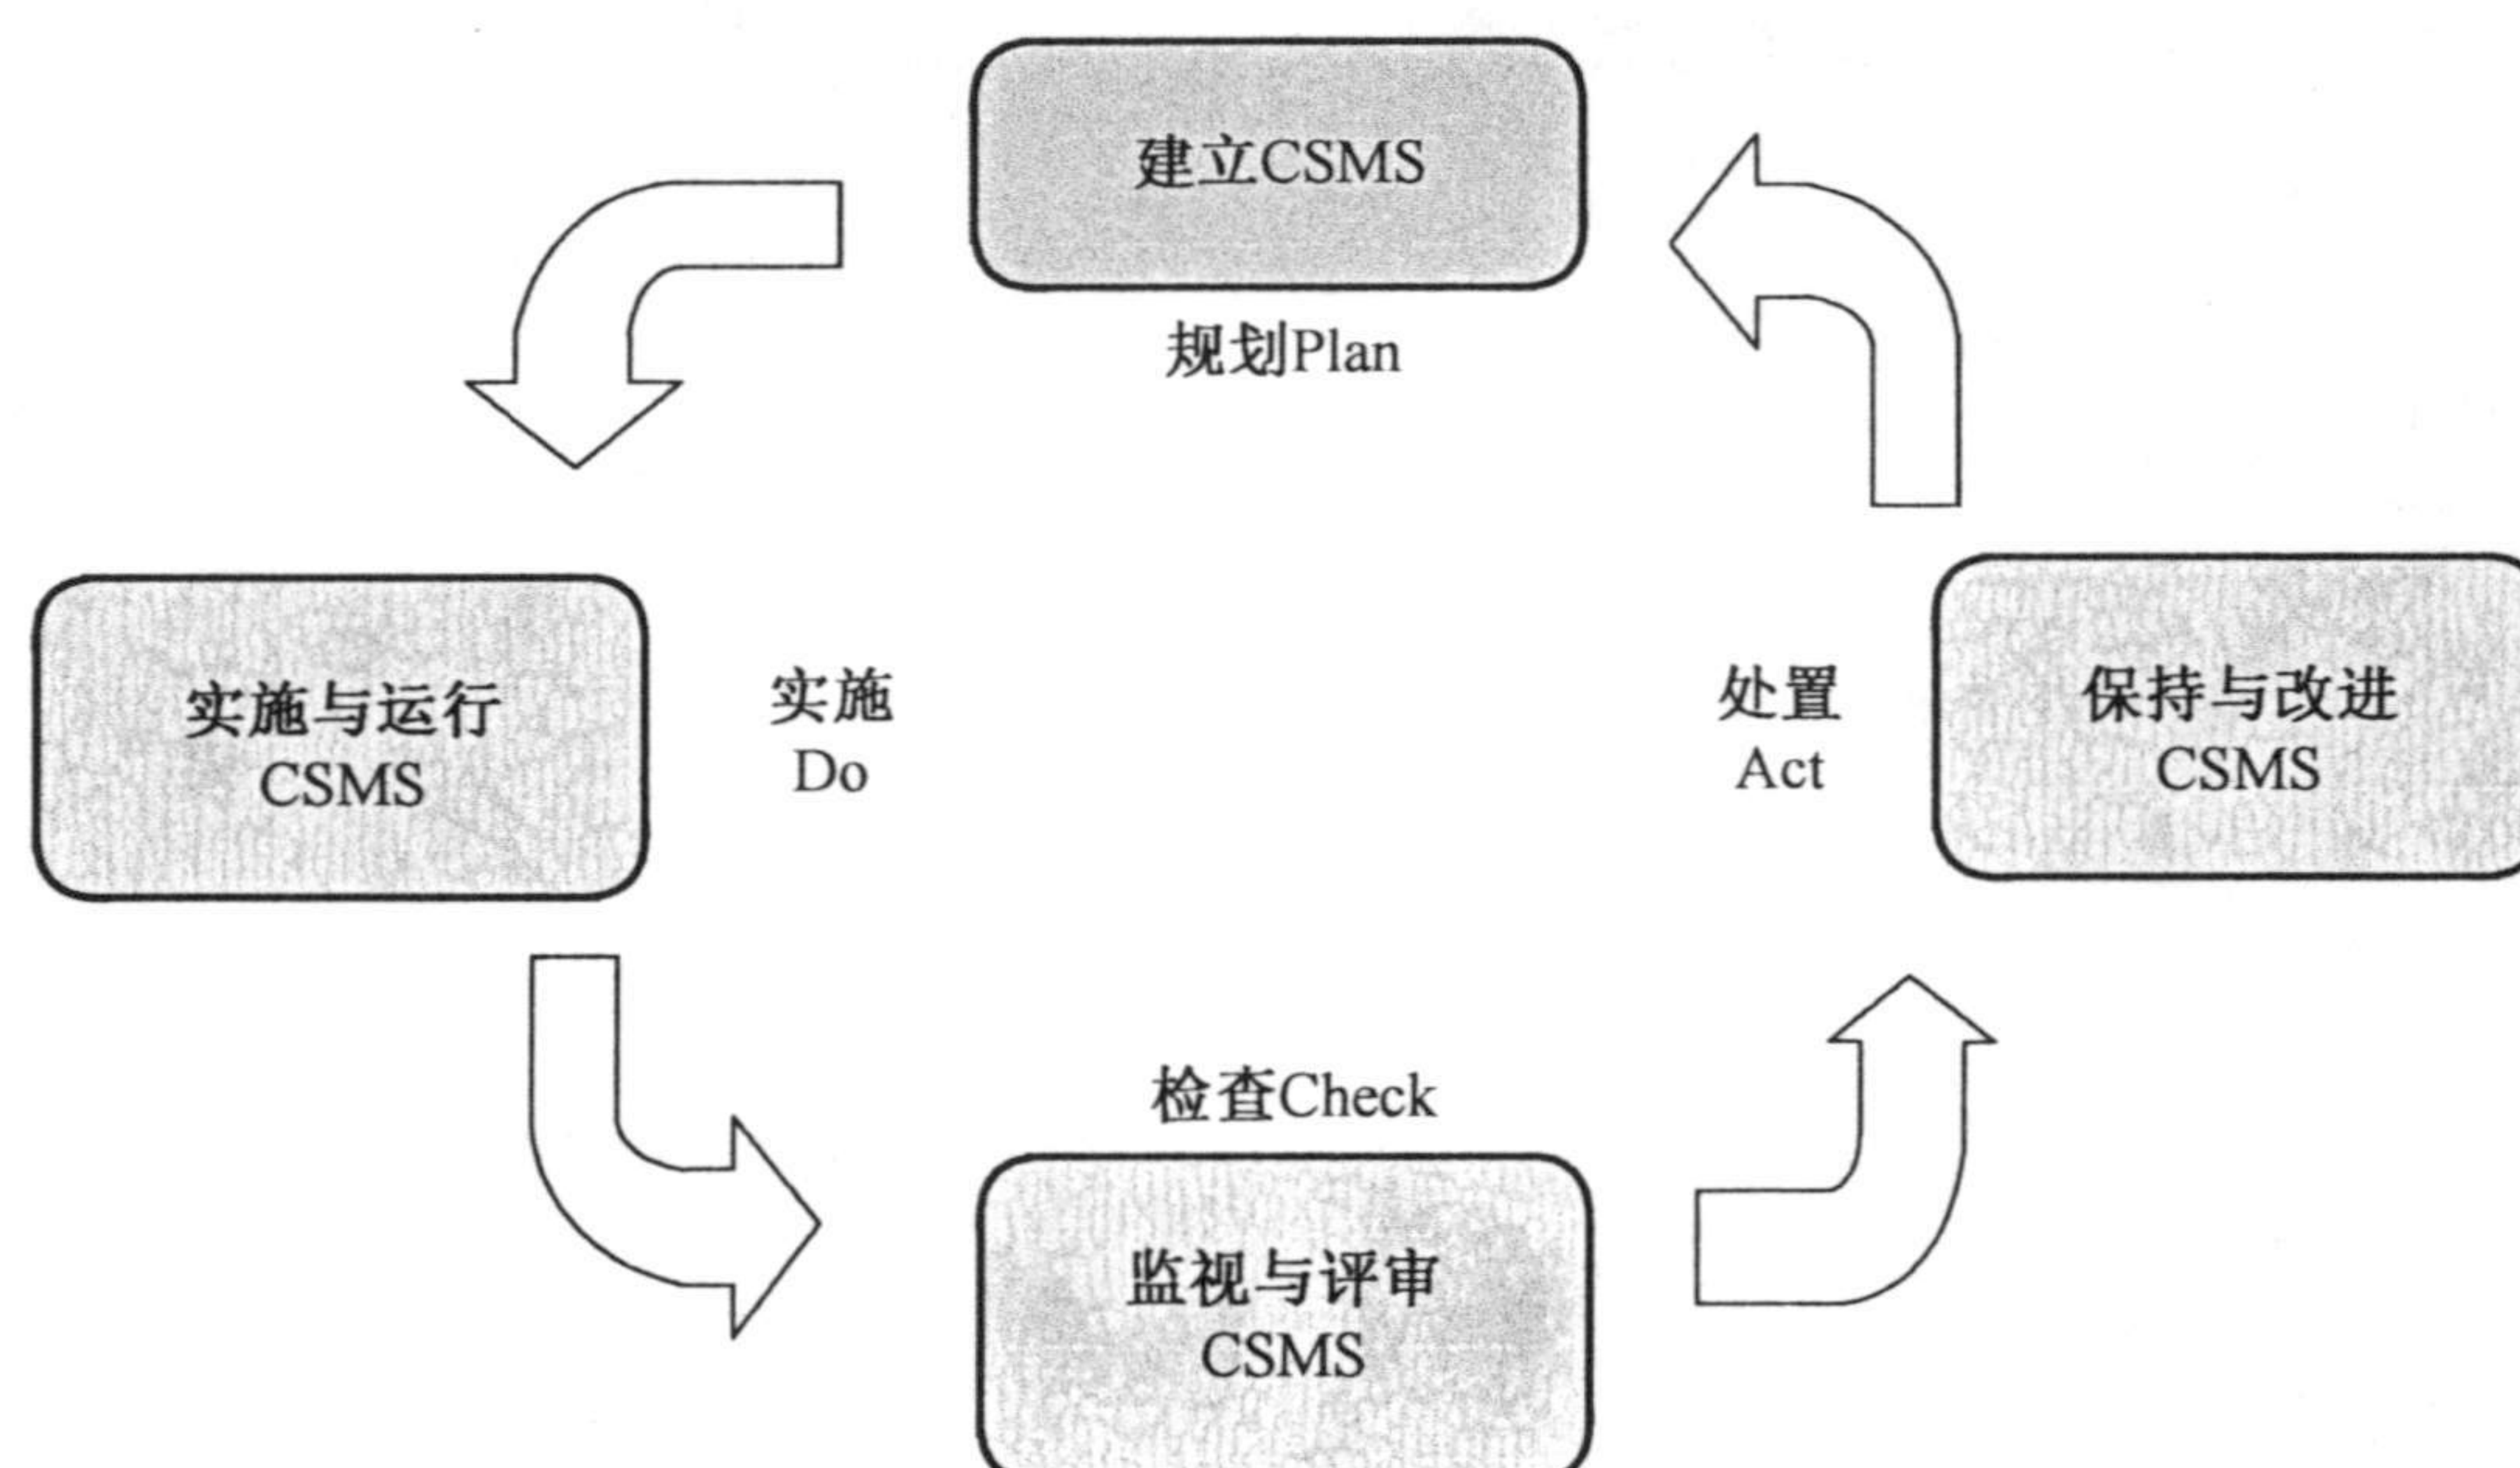 建立CSMS
规划Plan
实施与运行
CSMS
实施
Do
处置
Act
保持与改进
CSMS
检查Check
监视与评审
CSMS